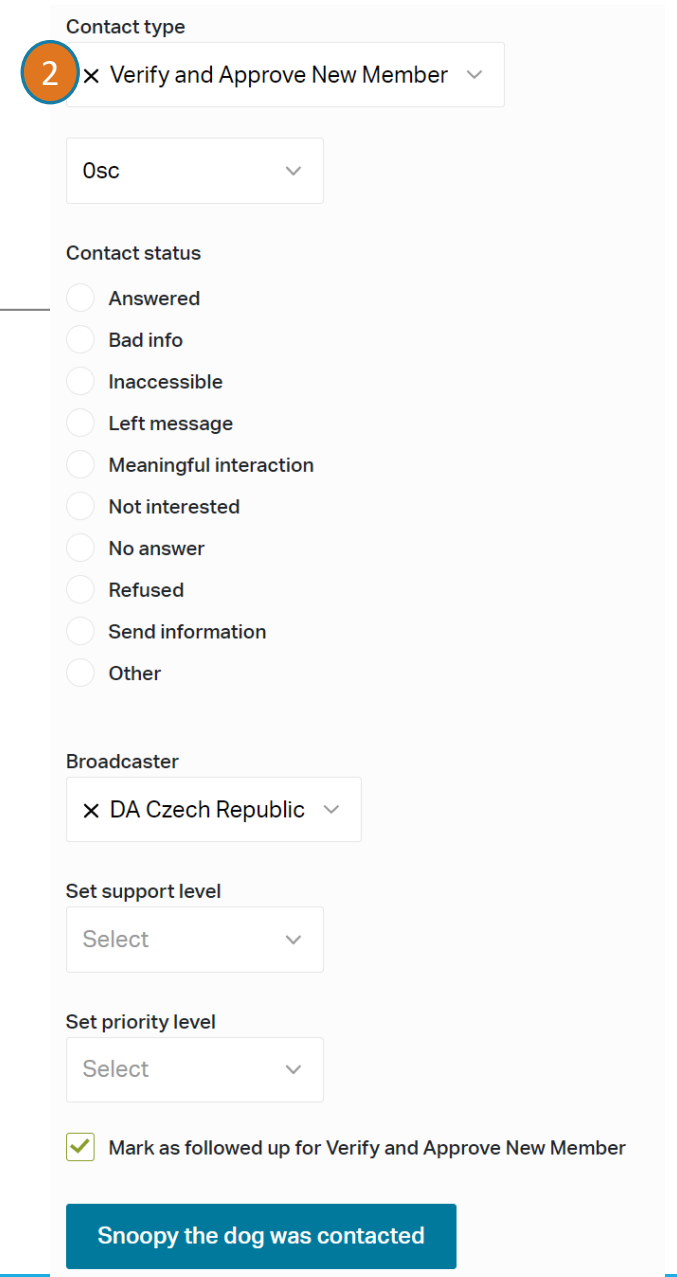 Contact type
2
Verify and Approve New Member
0sc
Contact status
Answered
Bad info
Inaccessible
Left message
Meaningful interaction
Not interested
No answer
Refused
Send information
Other
Broadcaster
DA Czech Republic
Set support level
Select
Set priority level
Select
Mark as followed up for Verify and Approve New Member
Snoopy the dog was contacted